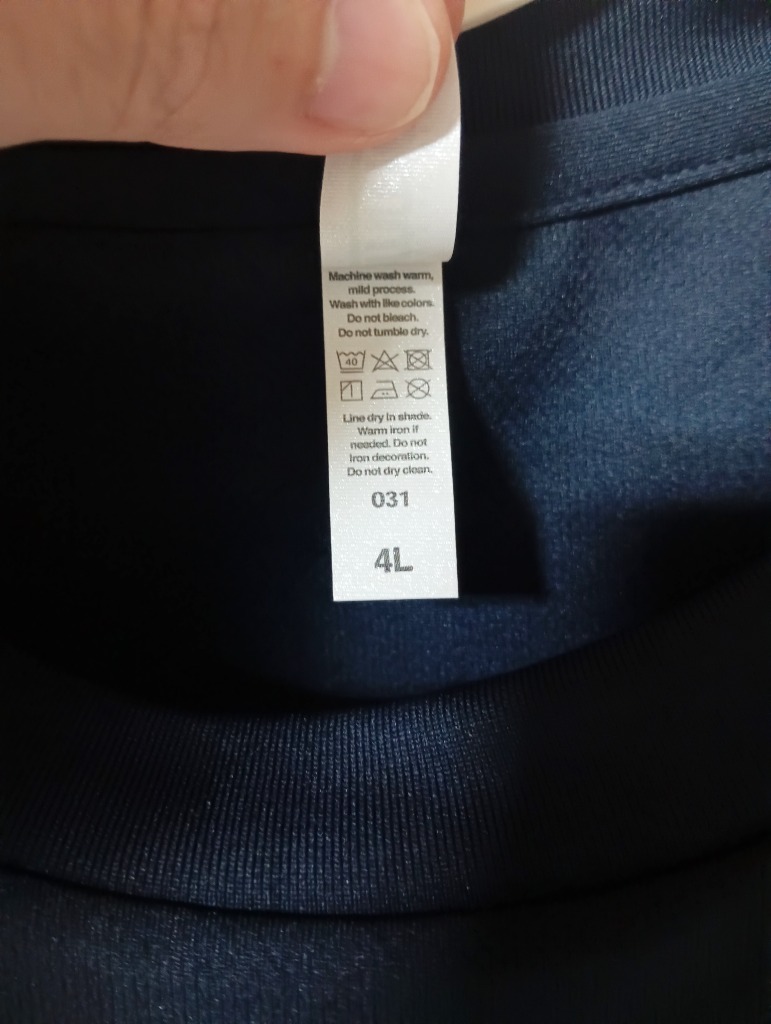 Machine wash warm,
mild process.
Wash with like colors.
Do not bleach.
Do not tumble dry.
40
Line dry in shade.
Warm iron if
needed. Do not
iron decoration.
Do not dry clean.
031
4L